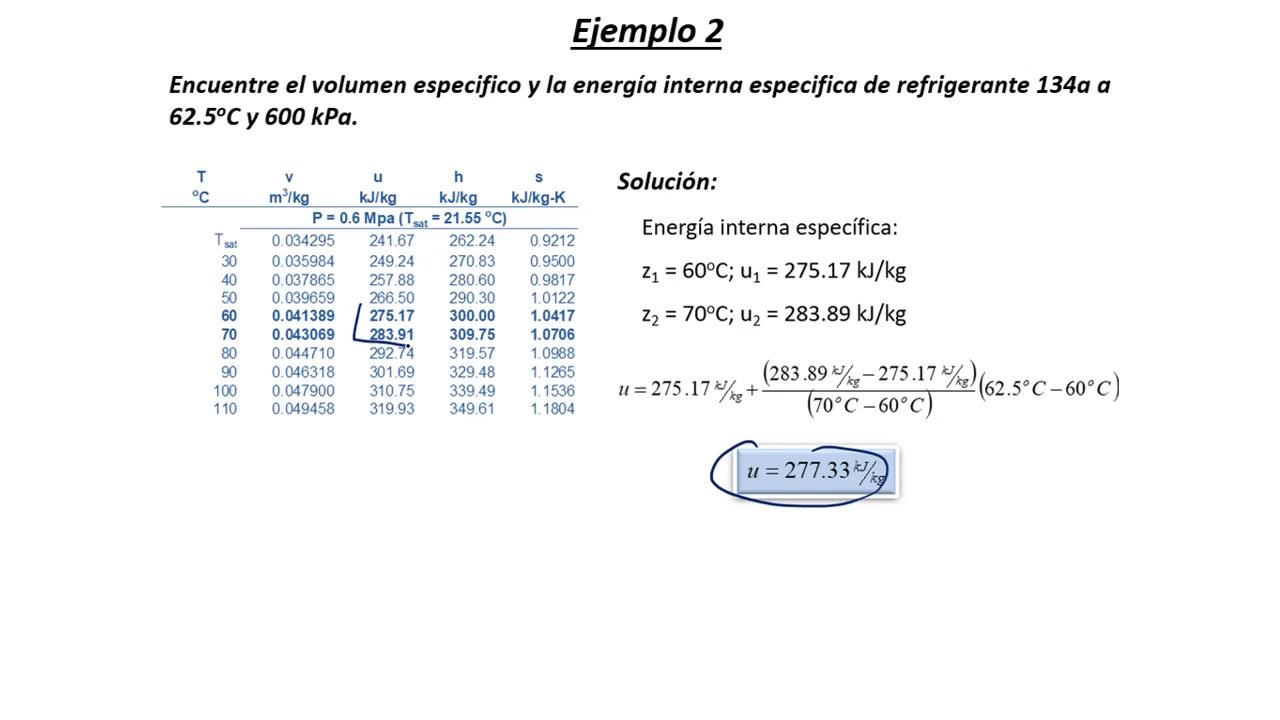 Ejemplo 2
Encuentre el volumen especifico y la energía interna especifica de refrigerante 134a a
62.5ºC y 600 kPa.
T v u h s
ºC m³/kg kJ/kg kJ/kg kJ/kg-K
P = 0.6 Mpa (Tsat = 21.55 ºC)
Tsat 0.034295 241.67 262.24 0.9212
30 0.035984 249.24 270.83 0.9500
40 0.037865 257.88 280.60 0.9817
50 0.039659 266.50 290.30 1.0122
60 0.041389 275.17 300.00 1.0417
70 0.043069 283.91 309.75 1.0706
80 0.044710 292.74 319.57 1.0988
90 0.046318 301.69 329.48 1.1265
100 0.047900 310.75 339.49 1.1536
110 0.049458 319.93 349.61 1.1804
Solución:
Energía interna específica:
z₁ = 60ºC; u₁ = 275.17 kJ/kg
z₂ = 70ºC; u₂ = 283.89 kJ/kg
u = 275.17 kJ/kg + (283.89 kJ/kg − 275.17 kJ/kg) / (70°C − 60°C) (62.5°C − 60°C)
u = 277.33 kJ/kg